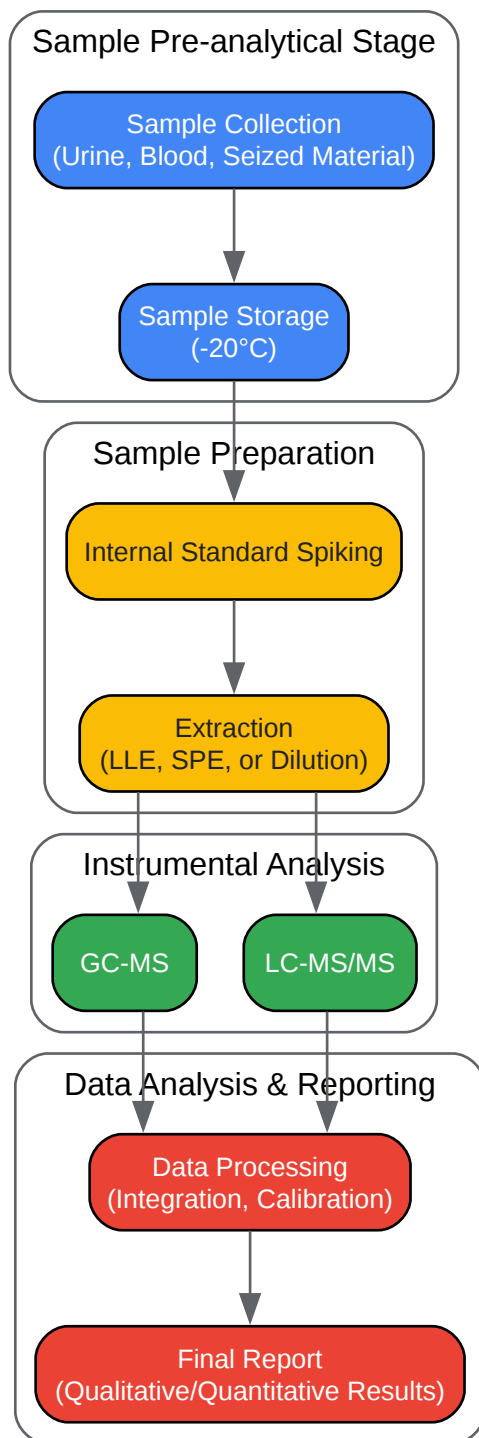 Sample Pre-analytical Stage
Sample Collection
(Urine, Blood, Seized Material)
Sample Storage
(-20°C)
Sample Preparation
Internal Standard Spiking
Extraction
(LLE, SPE, or Dilution)
Instrumental Analysis
GC-MS
LC-MS/MS
Data Analysis & Reporting
Data Processing
(Integration, Calibration)
Final Report
(Qualitative/Quantitative Results)